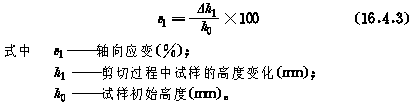 ε₁ = Δh₁/h₀ × 100 (16.4.3)
式中 ε₁——轴向应变(%);
h₁——剪切过程中试样的高度变化(mm);
h₀——试样初始高度(mm)。